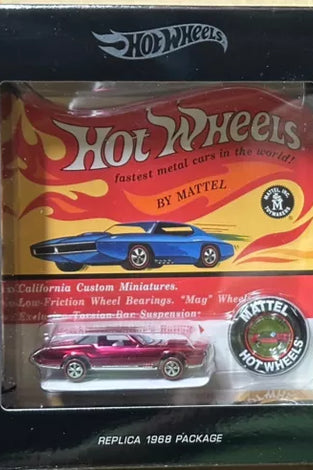 HOT WHEELS
HOT WHEELS
fastest metal cars in the world!
BY MATTEL
MATTEL, INC.
TOYMAKERS
California Custom Miniatures.
Low-Friction Wheel Bearings. "Mag" Wheel
Torsion-Bar Suspension
MATTEL
HOT WHEELS
REPLICA 1968 PACKAGE